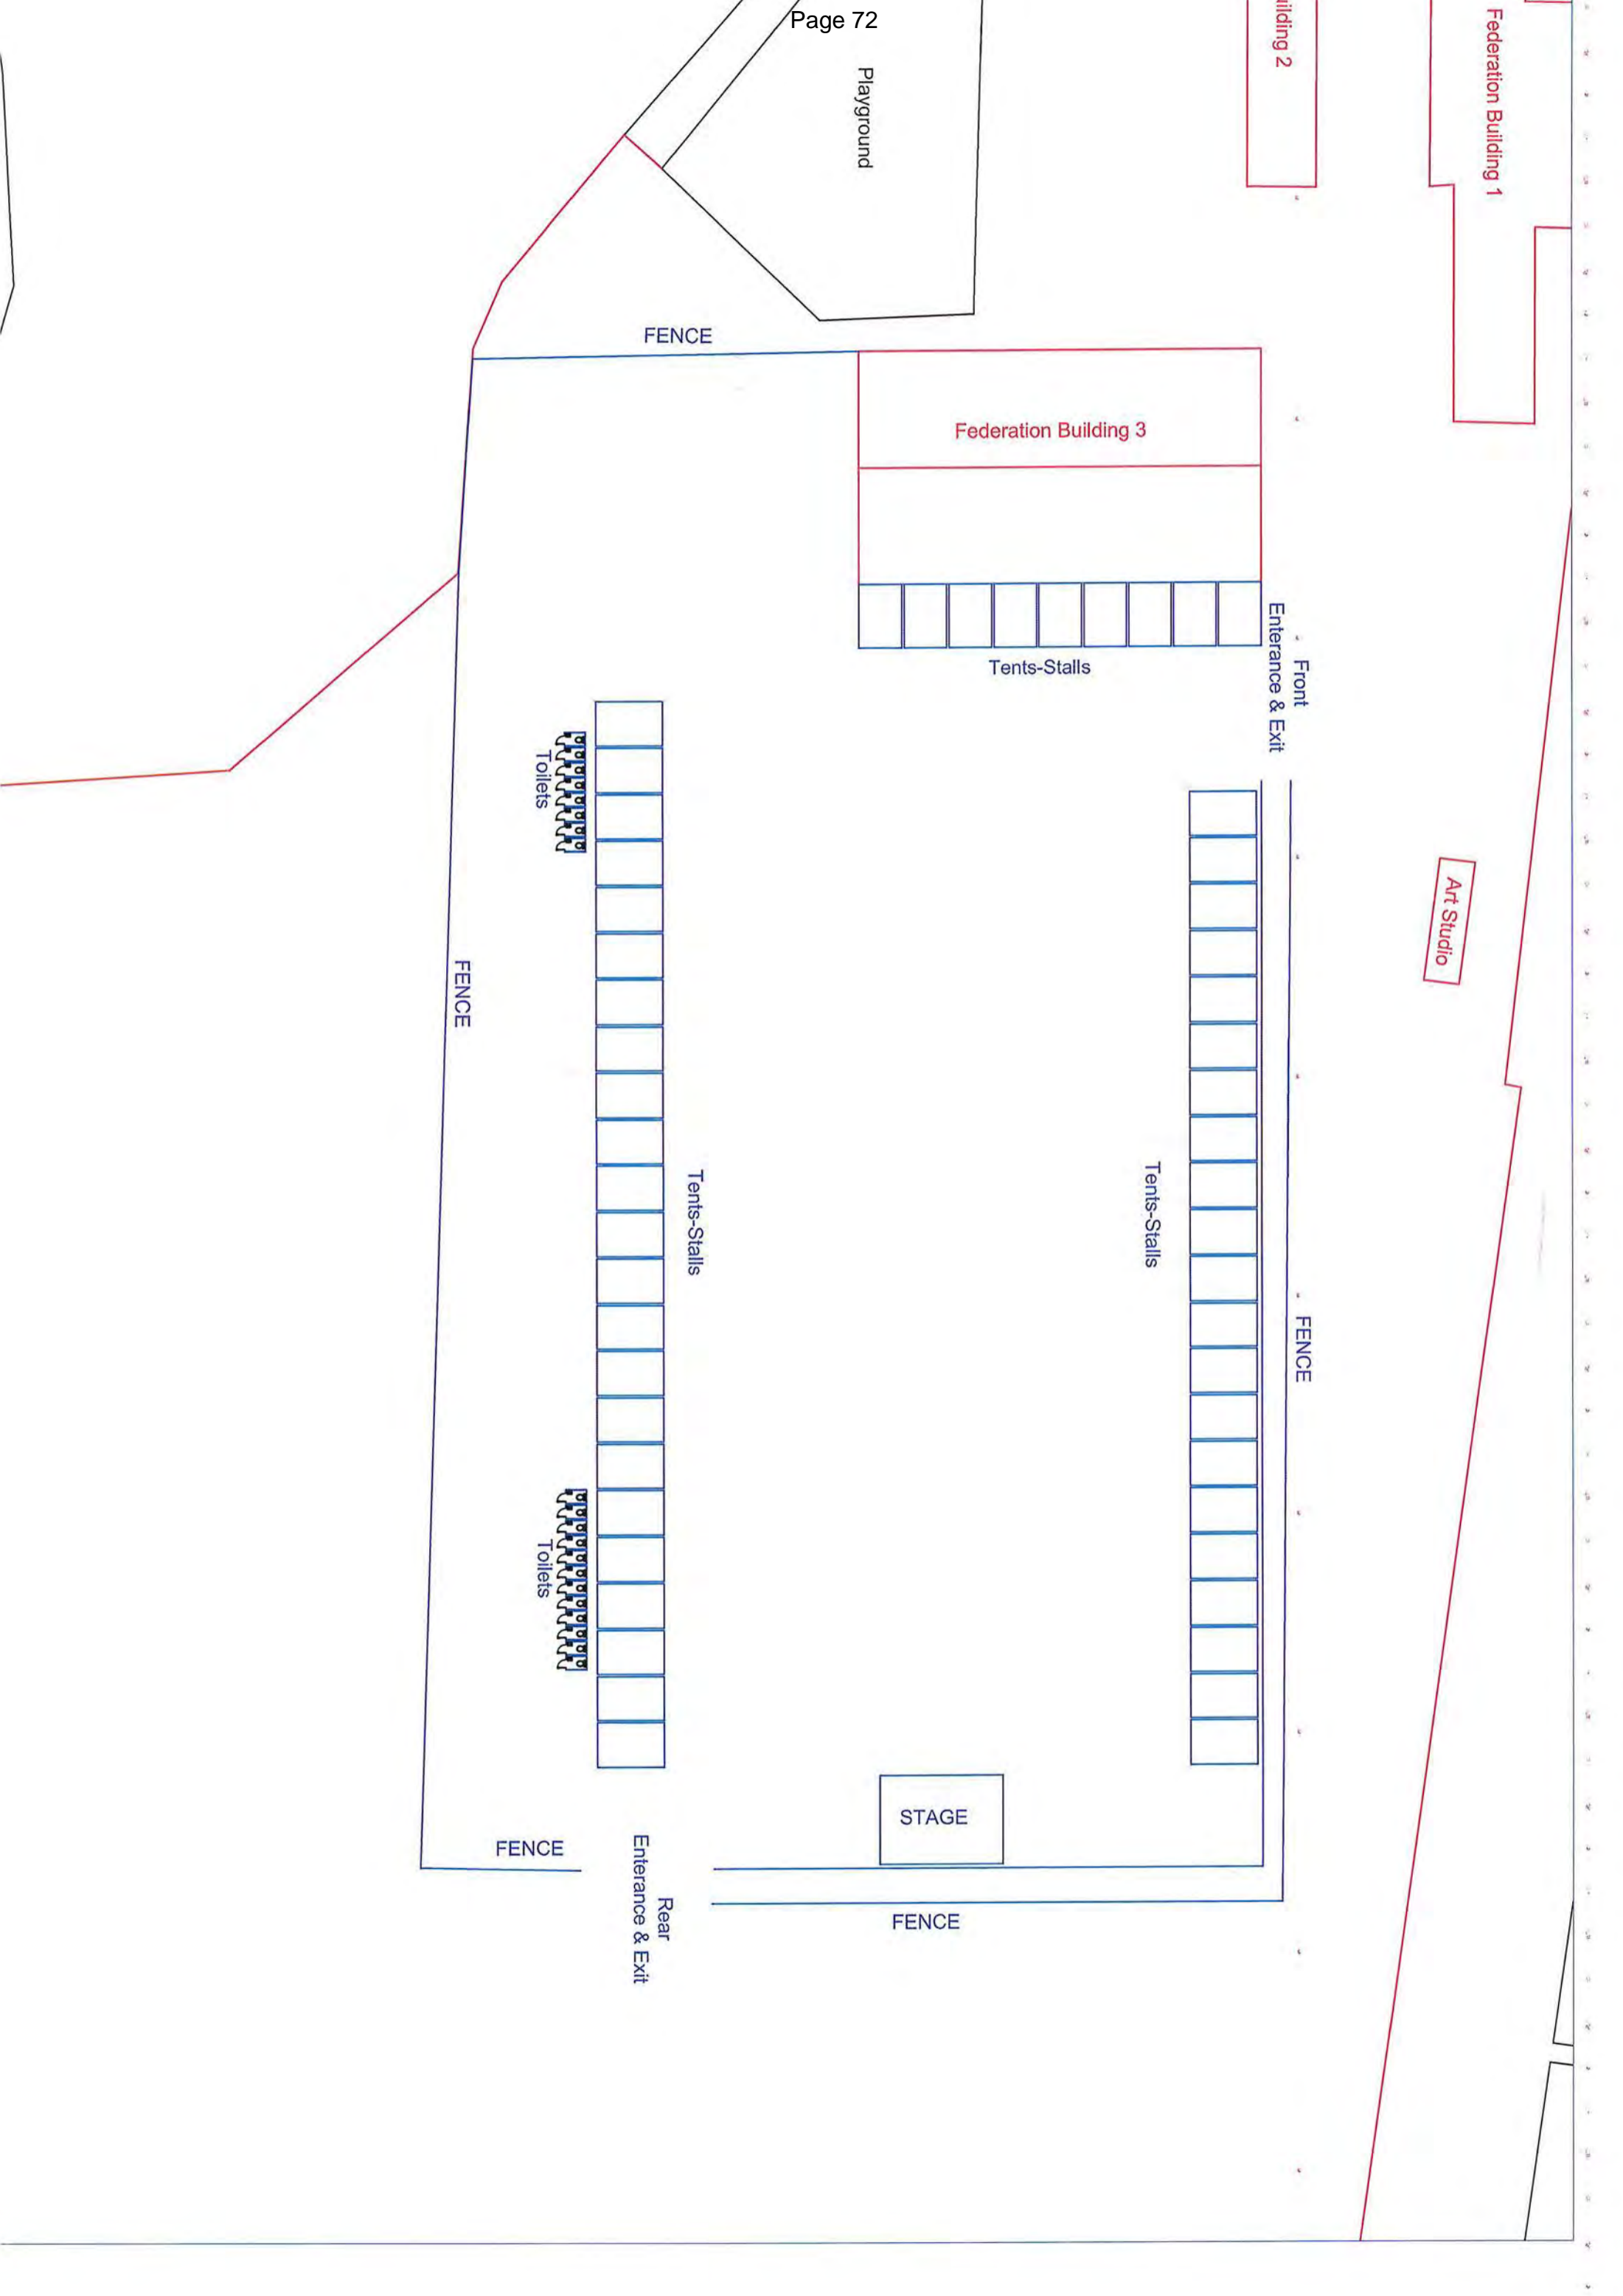 Page 72
Playground
uilding 2
Federation Building 1
FENCE
Federation Building 3
Tents-Stalls
Front
Enterance & Exit
Toilets
Art Studio
FENCE
Tents-Stalls
Tents-Stalls
FENCE
Toilets
STAGE
FENCE
Rear
Enterance & Exit
FENCE